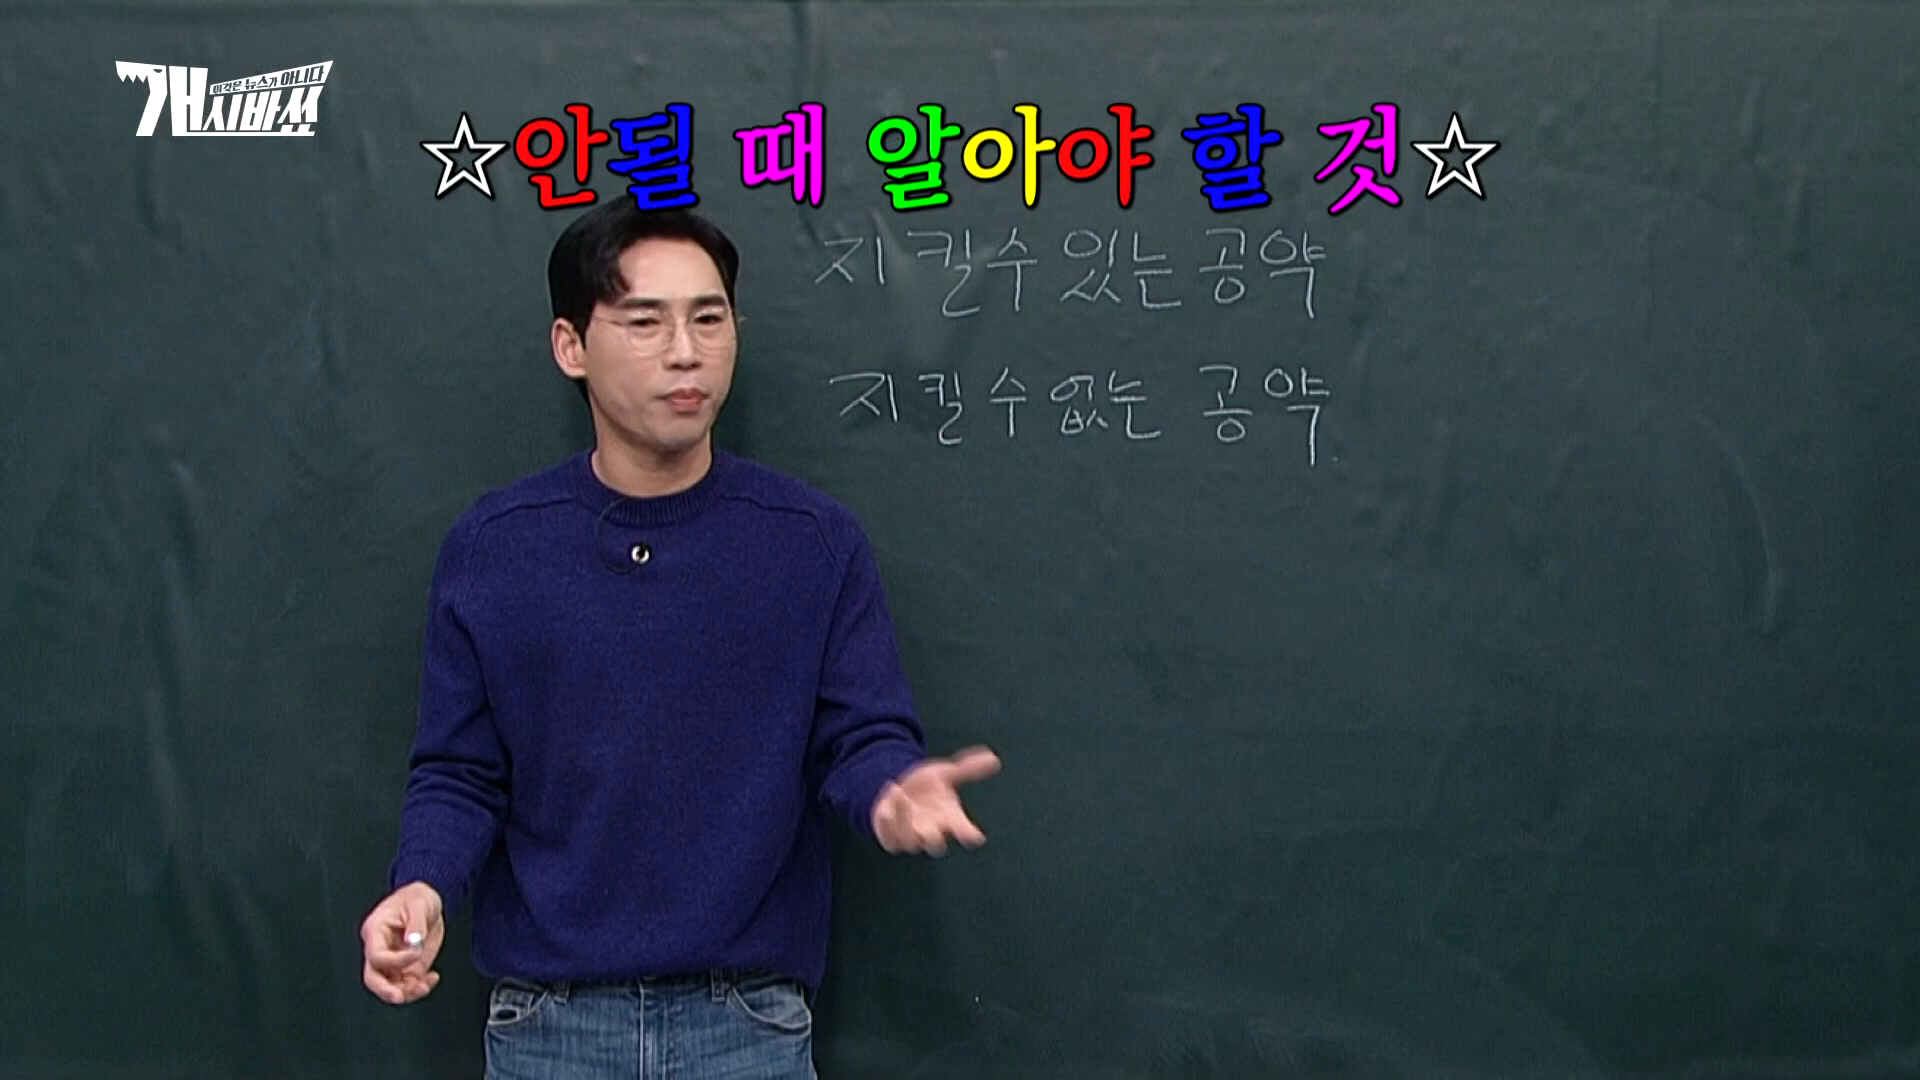 이것은 뉴스가 아니다
개시바쇼
☆안될 때 알아야 할 것☆
지킬수있는공약
지킬수없는 공약